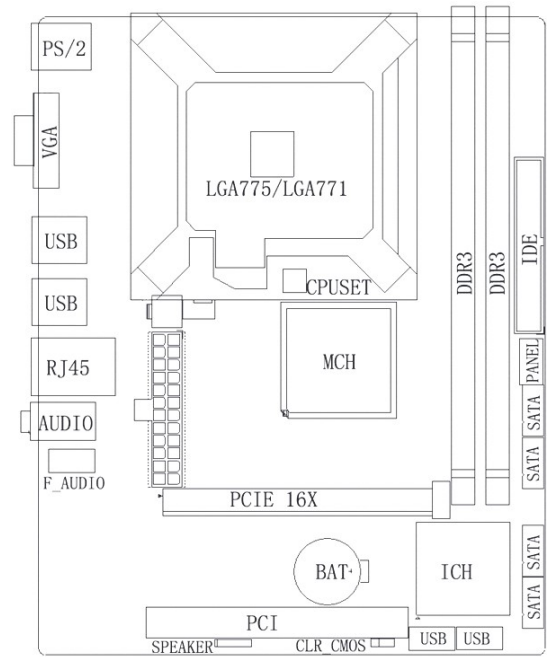 PS/2
VGA
LGA775/LGA771
USB
USB
CPUSET
DDR3
DDR3
IDE
RJ45
MCH
PANEL
AUDIO
SATA
F_AUDIO
SATA
PCIE 16X
BAT
ICH
SATA
SATA
PCI
SPEAKER
CLR_CMOS
USB
USB